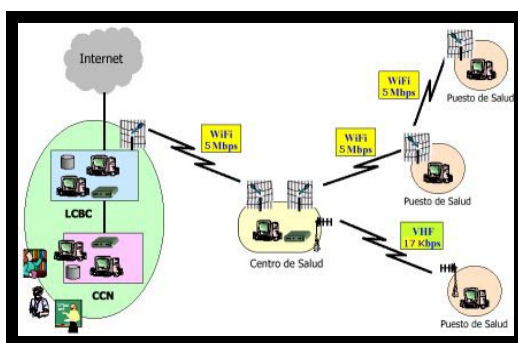 Internet
WiFi
5 Mbps
LCBC
CCN
Centro de Salud
WiFi
5 Mbps
WiFi
5 Mbps
Puesto de Salud
Puesto de Salud
VHF
17 Kbps
Puesto de Salud